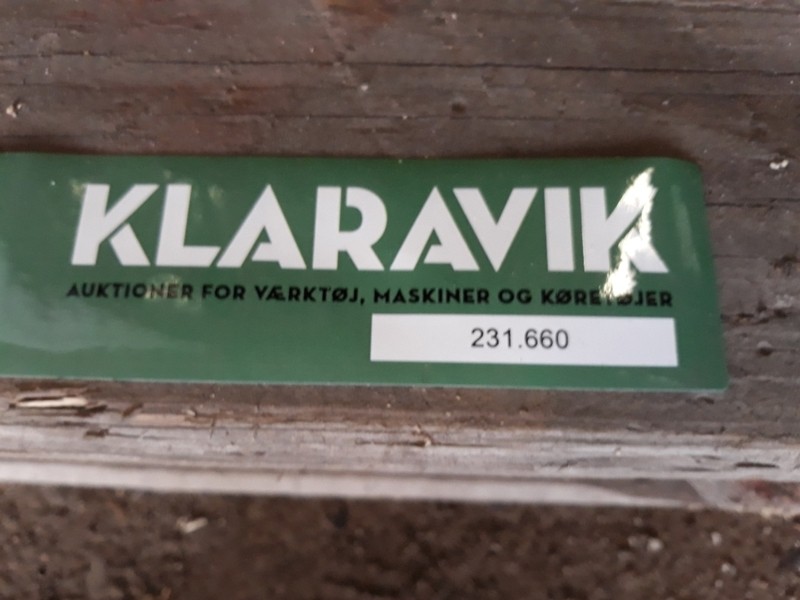 KLARAVIK
AUKTIONER FOR VÆRKTØJ, MASKINER OG KØRETØJER
231.660